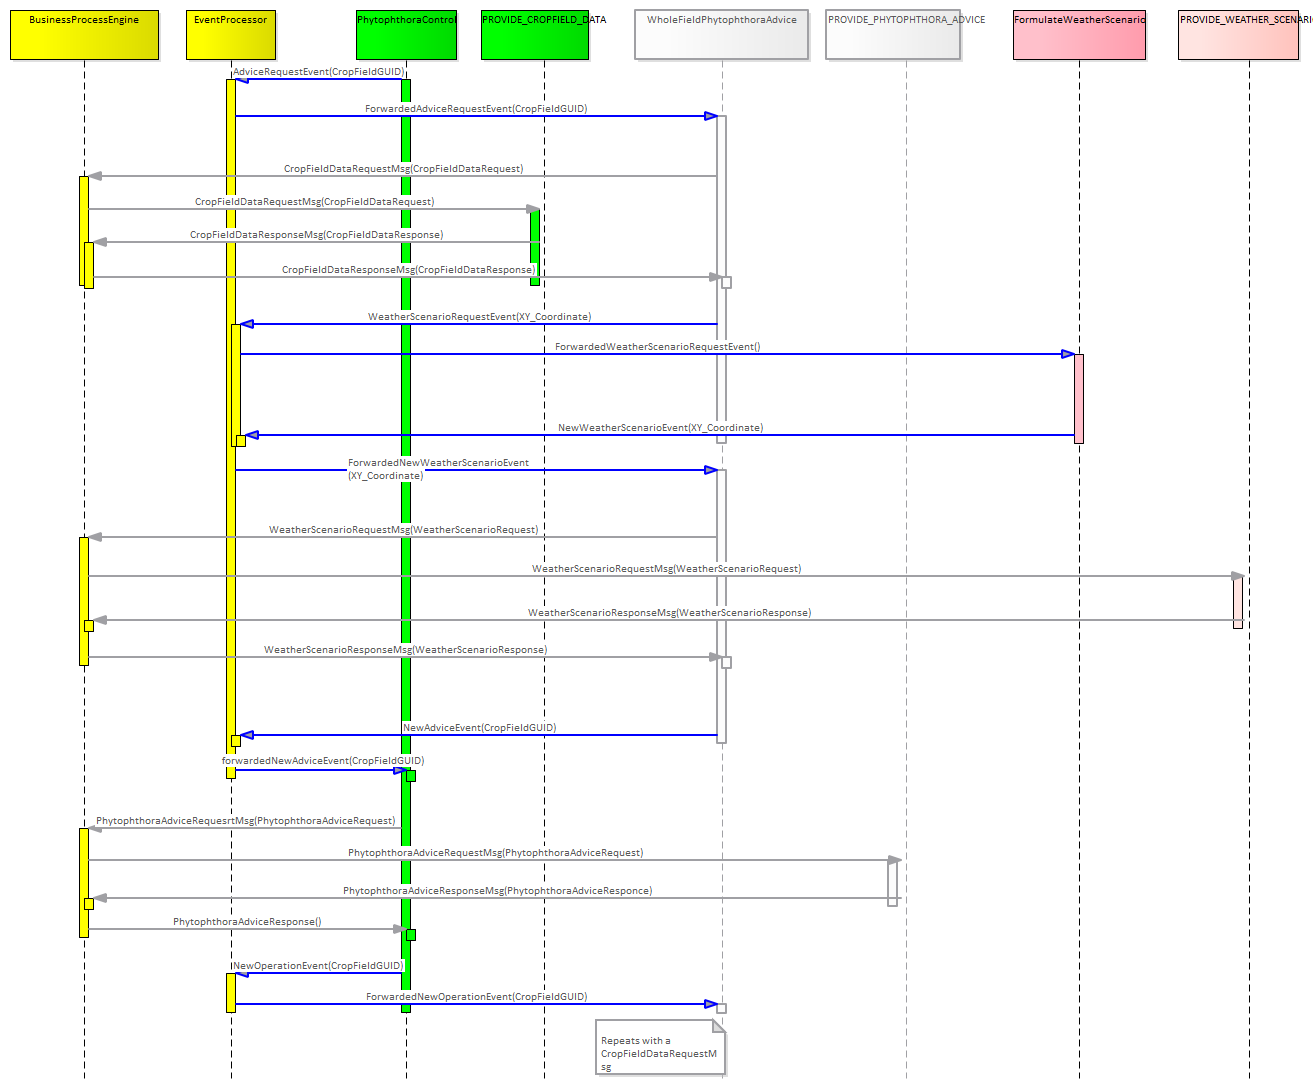 BusinessProcessEngine
EventProcessor
PhytophthoraControl
PROVIDE_CROPFIELD_DATA
WholeFieldPhytophthoraAdvice
PROVIDE_PHYTOPHTHORA_ADVICE
FormulateWeatherScenario
PROVIDE_WEATHER_SCENARI
AdviceRequestEvent(CropFieldGUID)
ForwardedAdviceRequestEvent(CropFieldGUID)
CropFieldDataRequestMsg(CropFieldDataRequest)
CropFieldDataRequestMsg(CropFieldDataRequest)
CropFieldDataResponseMsg(CropFieldDataResponse)
CropFieldDataResponseMsg(CropFieldDataResponse)
WeatherScenarioRequestEvent(XY_Coordinate)
ForwardedWeatherScenarioRequestEvent()
NewWeatherScenarioEvent(XY_Coordinate)
ForwardedNewWeatherScenarioEvent
(XY_Coordinate)
WeatherScenarioRequestMsg(WeatherScenarioRequest)
WeatherScenarioRequestMsg(WeatherScenarioRequest)
WeatherScenarioResponseMsg(WeatherScenarioResponse)
WeatherScenarioResponseMsg(WeatherScenarioResponse)
NewAdviceEvent(CropFieldGUID)
forwardedNewAdviceEvent(CropFieldGUID)
PhytophthoraAdviceRequesrtMsg(PhytophthoraAdviceRequest)
PhytophthoraAdviceRequestMsg(PhytophthoraAdviceRequest)
PhytophthoraAdviceResponseMsg(PhytophthoraAdviceResponce)
PhytophthoraAdviceResponse()
NewOperationEvent(CropFieldGUID)
ForwardedNewOperationEvent(CropFieldGUID)
Repeats with a
CropFieldDataRequestM
sg